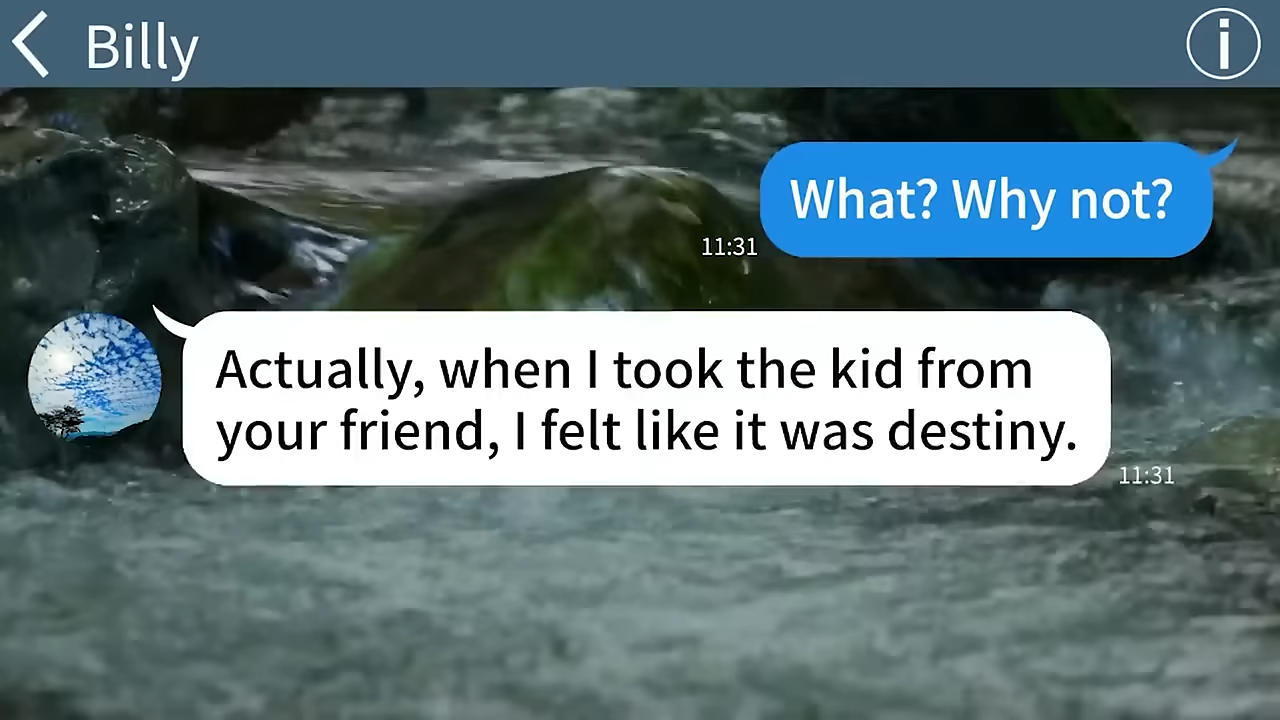 Billy
What? Why not?
11:31
Actually, when I took the kid from
your friend, I felt like it was destiny.
11:31